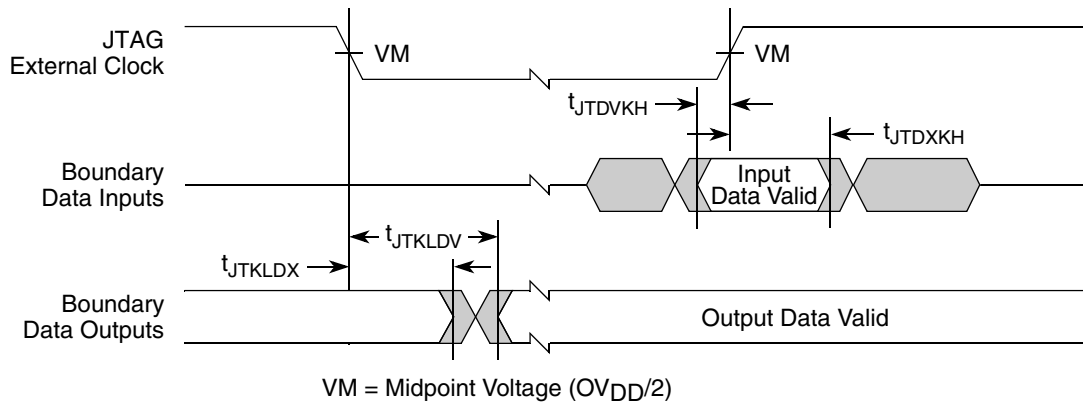 JTAG
External Clock
VM
VM
tJTDVKH
tJTDXKH
Boundary
Data Inputs
Input
Data Valid
tJTKLDV
tJTKLDX
Boundary
Data Outputs
Output Data Valid
VM = Midpoint Voltage (OVDD/2)